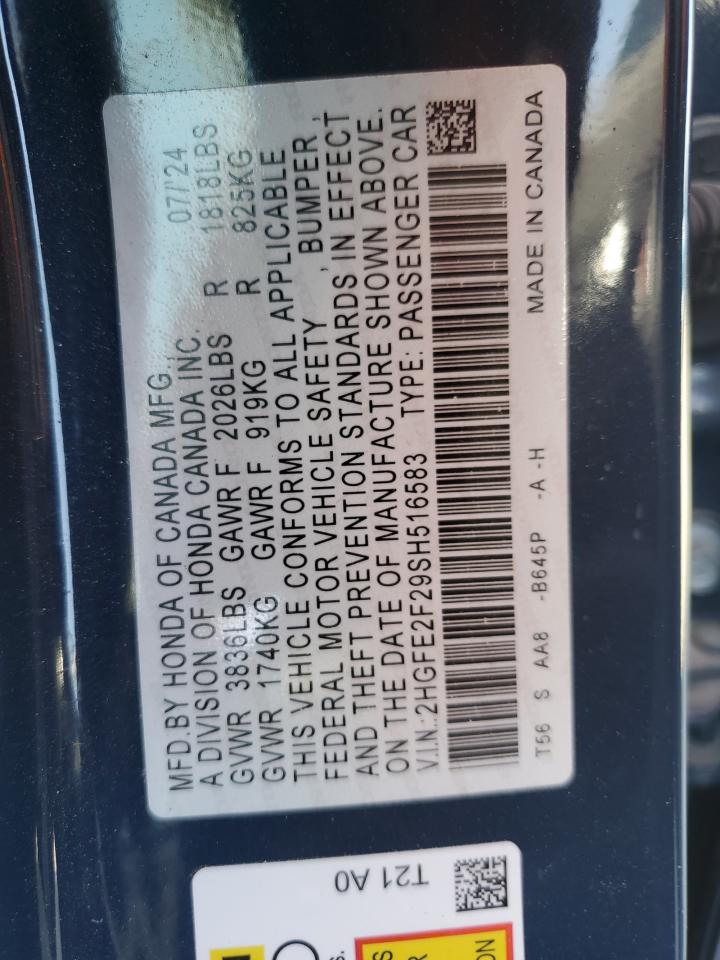 MFD.BY HONDA OF CANADA MFG., 07/'24
A DIVISION OF HONDA CANADA INC.
GVWR 3836LBS GAWR F 2026LBS R 1818LBS
GVWR 1740KG GAWR F 919KG R 825KG
THIS VEHICLE CONFORMS TO ALL APPLICABLE
FEDERAL MOTOR VEHICLE SAFETY , BUMPER ,
AND THEFT PREVENTION STANDARDS IN EFFECT
ON THE DATE OF MANUFACTURE SHOWN ABOVE.
V.I.N.:2HGFE2F29SH516583 TYPE: PASSENGER CAR
T56 S AA8 -B645P -A -H MADE IN CANADA
T21 A0